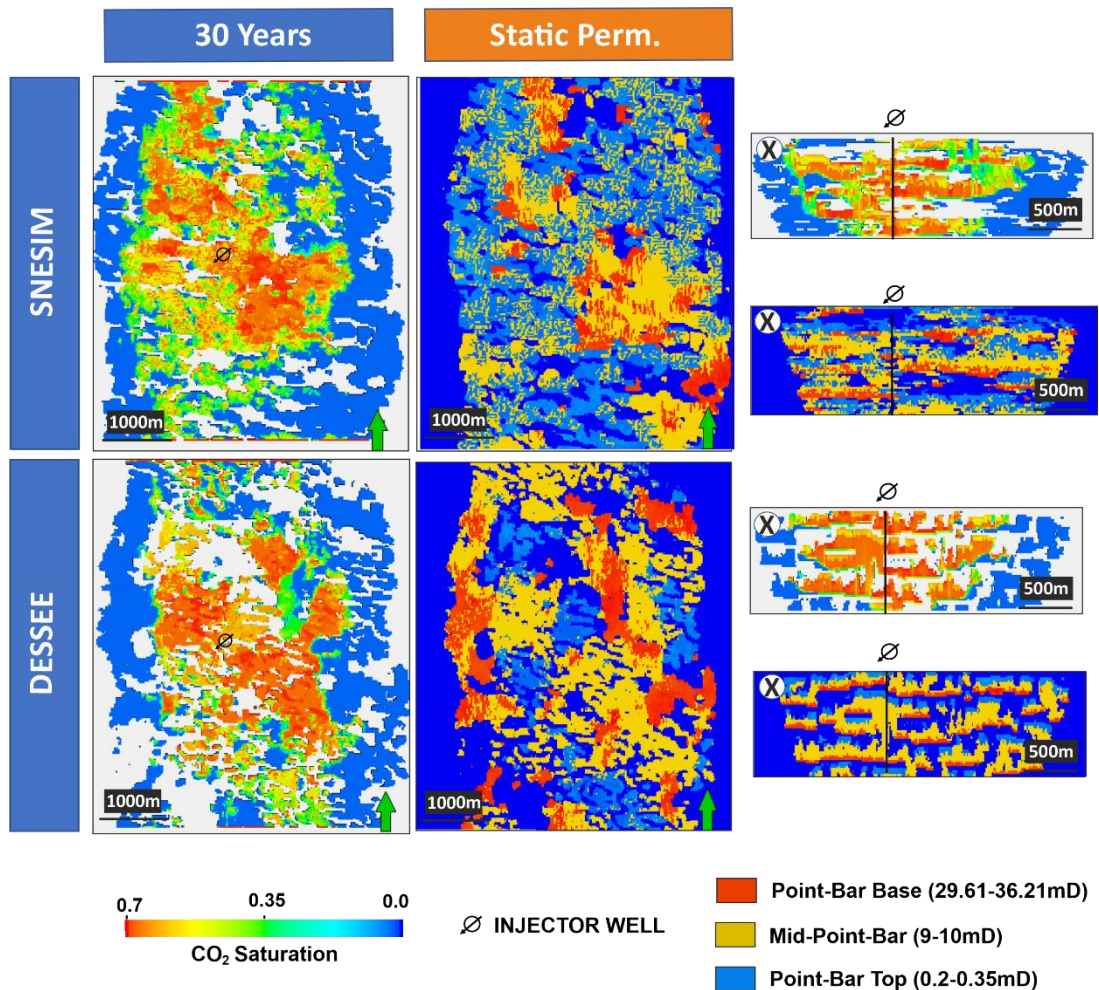 30 Years
Static Perm.
SNESIM
1000m
1000m
X
500m
X
500m
DESSEE
1000m
1000m
X
500m
X
500m
0.7
0.35
0.0
CO₂ Saturation
INJECTOR WELL
Point-Bar Base (29.61-36.21mD)
Mid-Point-Bar (9-10mD)
Point-Bar Top (0.2-0.35mD)